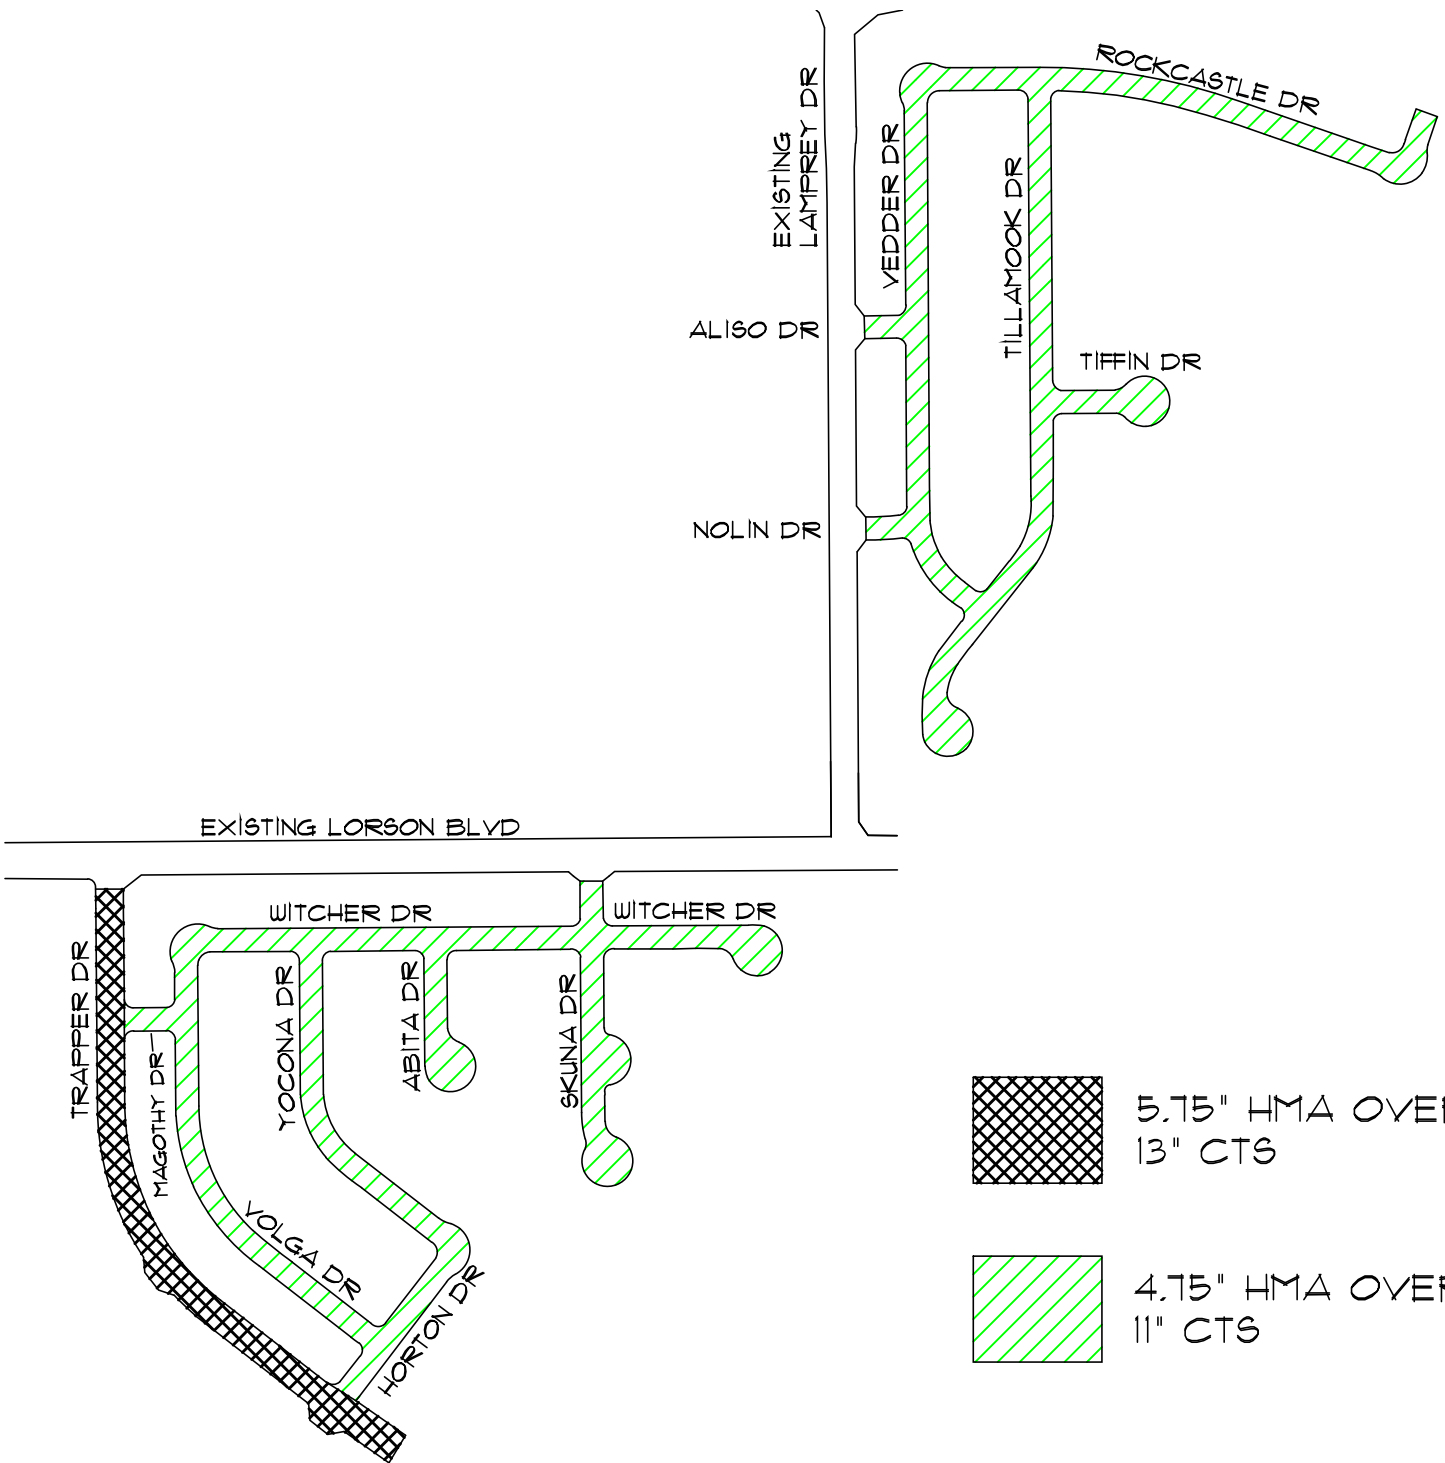 ROCKCASTLE DR
EXISTING
LAMPREY DR
VEDDER DR
TILLAMOOK DR
ALISO DR
TIFFIN DR
NOLIN DR
EXISTING LORSON BLVD
WITCHER DR
WITCHER DR
TRAPPER DR
YOCONA DR
ABITA DR
SKUNA DR
MAGOTHY DR
VOLGA DR
HORTON DR
5.75" HMA OVE
13" CTS
4.75" HMA OVE
11" CTS